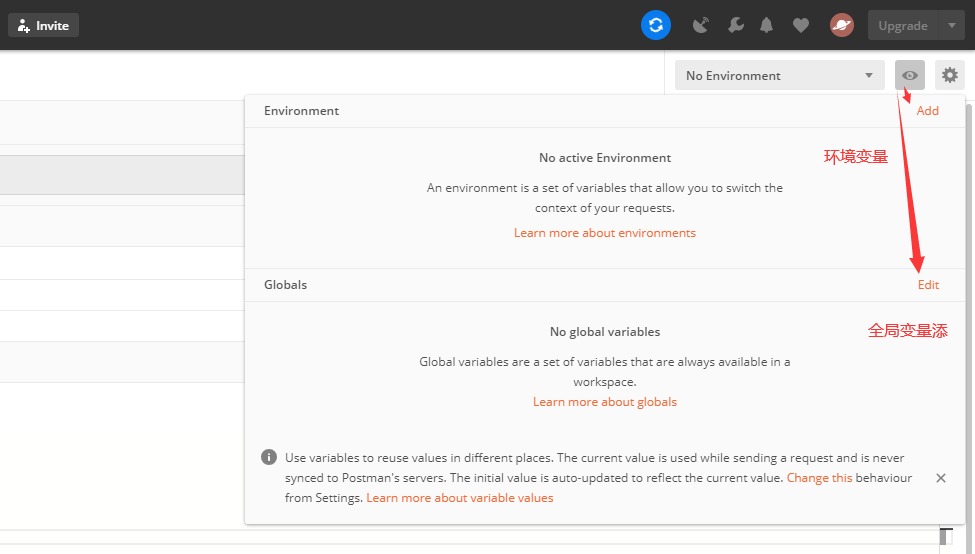 Invite
Upgrade
No Environment
Environment
Add
No active Environment
环境变量
An environment is a set of variables that allow you to switch the
context of your requests.
Learn more about environments
Globals
Edit
No global variables
全局变量添
Global variables are a set of variables that are always available in a
workspace.
Learn more about globals
Use variables to reuse values in different places. The current value is used while sending a request and is never
synced to Postman's servers. The initial value is auto-updated to reflect the current value. Change this behaviour
from Settings. Learn more about variable values